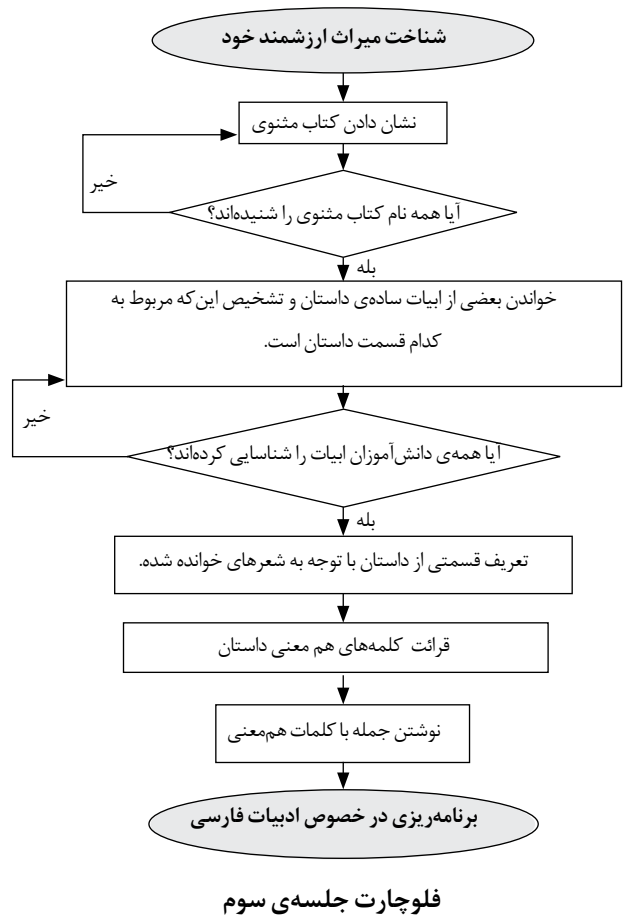 شناخت میراث ارزشمند خود
نشان دادن کتاب مثنوی
خیر
آیا همه نام کتاب مثنوی را شنیده‌اند؟
بله
خواندن بعضی از ابیات ساده‌ی داستان و تشخیص این‌که مربوط به
کدام قسمت داستان است.
خیر
آیا همه‌ی دانش‌آموزان ابیات را شناسایی کرده‌اند؟
بله
تعریف قسمتی از داستان با توجه به شعرهای خوانده شده.
قرائت کلمه‌های هم معنی داستان
نوشتن جمله با کلمات هم‌معنی
برنامه‌ریزی در خصوص ادبیات فارسی
فلوچارت جلسه‌ی سوم